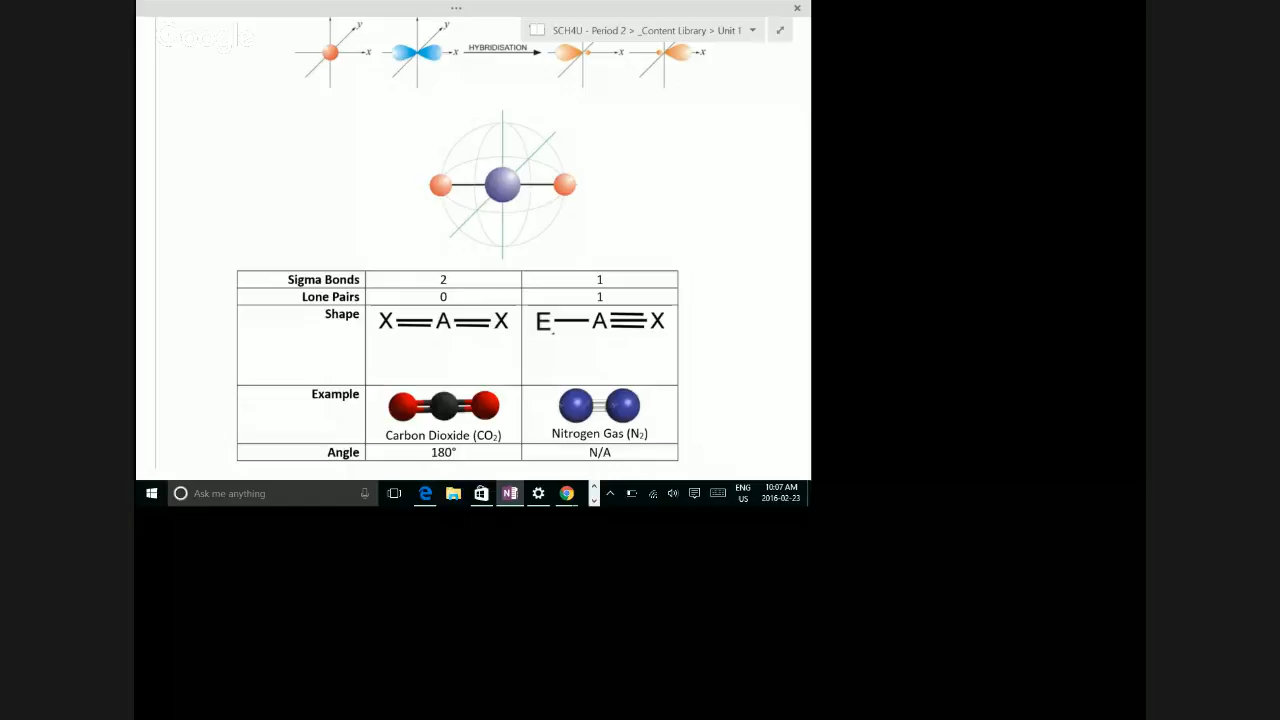 ...
Google
SCH4U - Period 2 > _Content Library > Unit 1
y
y
x
x
HYBRIDISATION
x
x
Sigma Bonds 2 1
Lone Pairs 0 1
Shape X═A═X E—A≡X
Example
Carbon Dioxide (CO₂) Nitrogen Gas (N₂)
Angle 180° N/A
Ask me anything
ENG
US
10:07 AM
2016-02-23